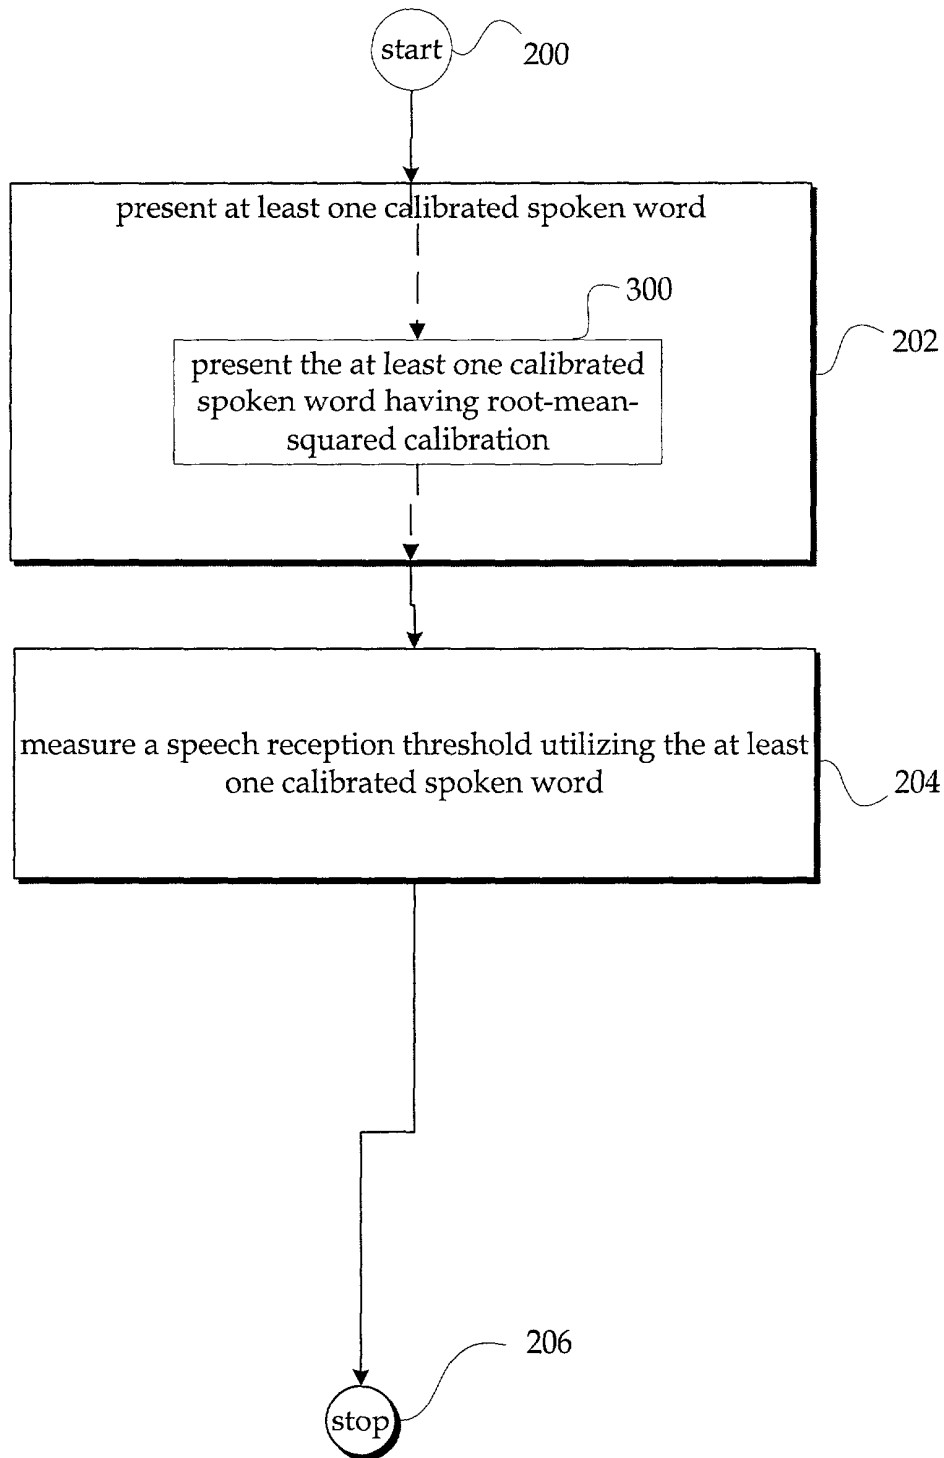 start
200
present at least one calibrated spoken word
300
present the at least one calibrated
spoken word having root-mean-
squared calibration
202
measure a speech reception threshold utilizing the at least
one calibrated spoken word
204
206
stop